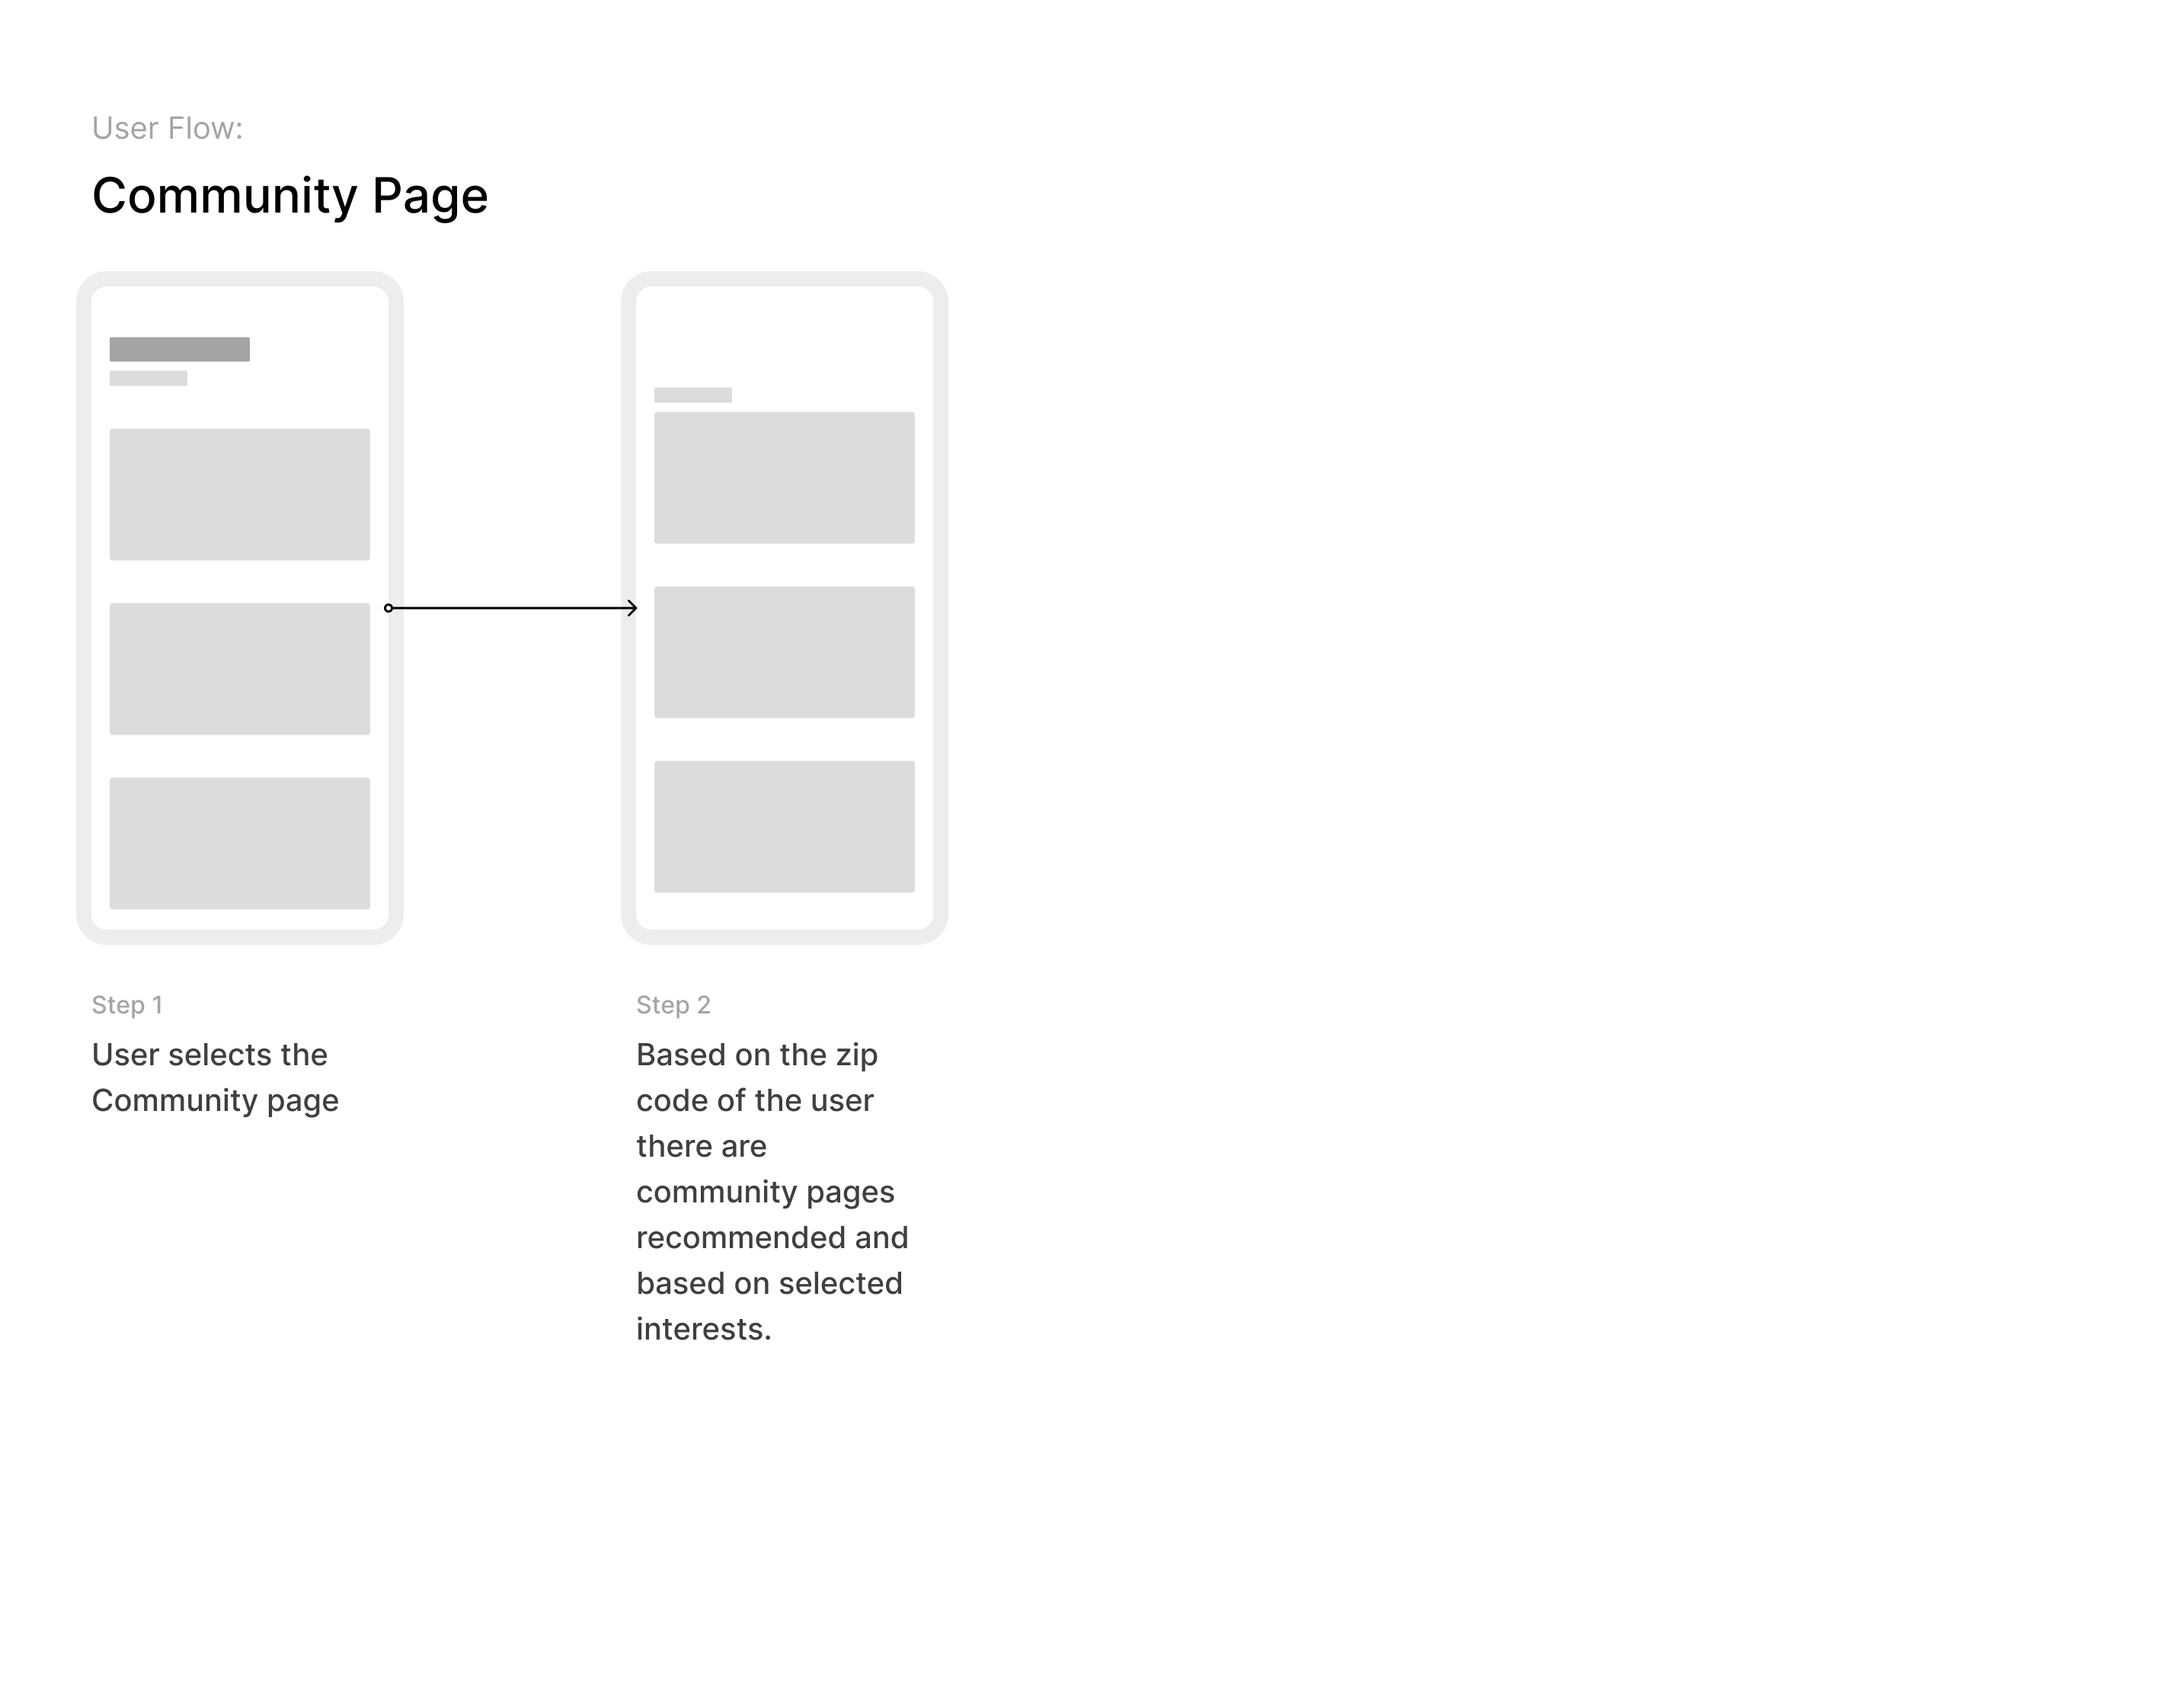 User Flow:
Community Page
Step 1
User selects the
Community page
Step 2
Based on the zip
code of the user
there are
community pages
recommended and
based on selected
interests.